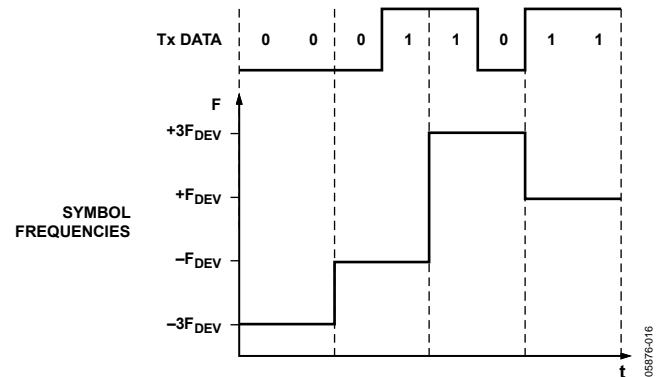 Tx DATA 0 0 0 1 1 0 1 1
F
+3FDEV
+FDEV
SYMBOL
FREQUENCIES
–FDEV
–3FDEV
t
05876-016